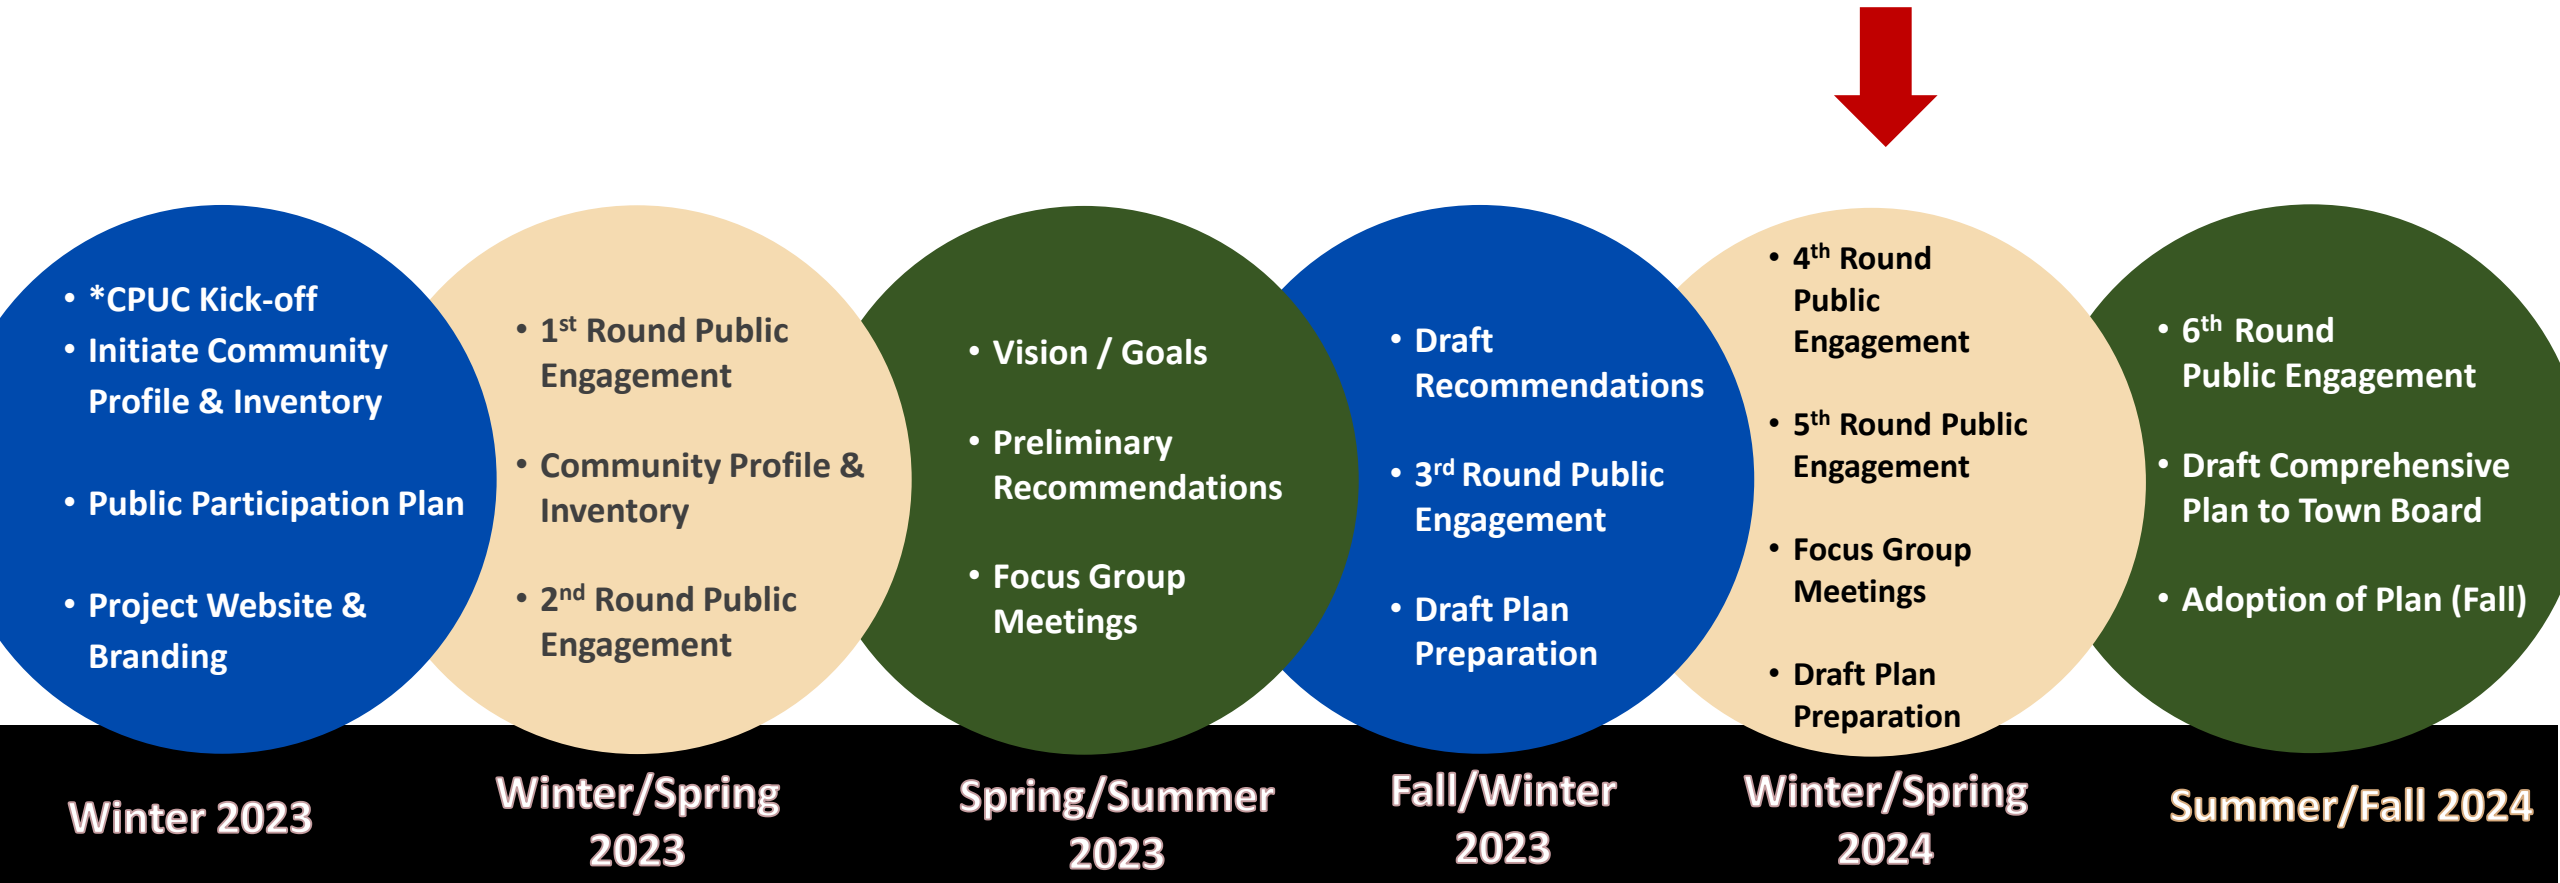 • *CPUC Kick-off
• Initiate Community
Profile & Inventory
• Public Participation Plan
• Project Website &
Branding
Winter 2023
• 1st Round Public
Engagement
• Community Profile &
Inventory
• 2nd Round Public
Engagement
Winter/Spring
2023
• Vision / Goals
• Preliminary
Recommendations
• Focus Group
Meetings
Spring/Summer
2023
• Draft
Recommendations
• 3rd Round Public
Engagement
• Draft Plan
Preparation
Fall/Winter
2023
• 4th Round
Public
Engagement
• 5th Round Public
Engagement
• Focus Group
Meetings
• Draft Plan
Preparation
Winter/Spring
2024
• 6th Round
Public Engagement
• Draft Comprehensive
Plan to Town Board
• Adoption of Plan (Fall)
Summer/Fall 2024